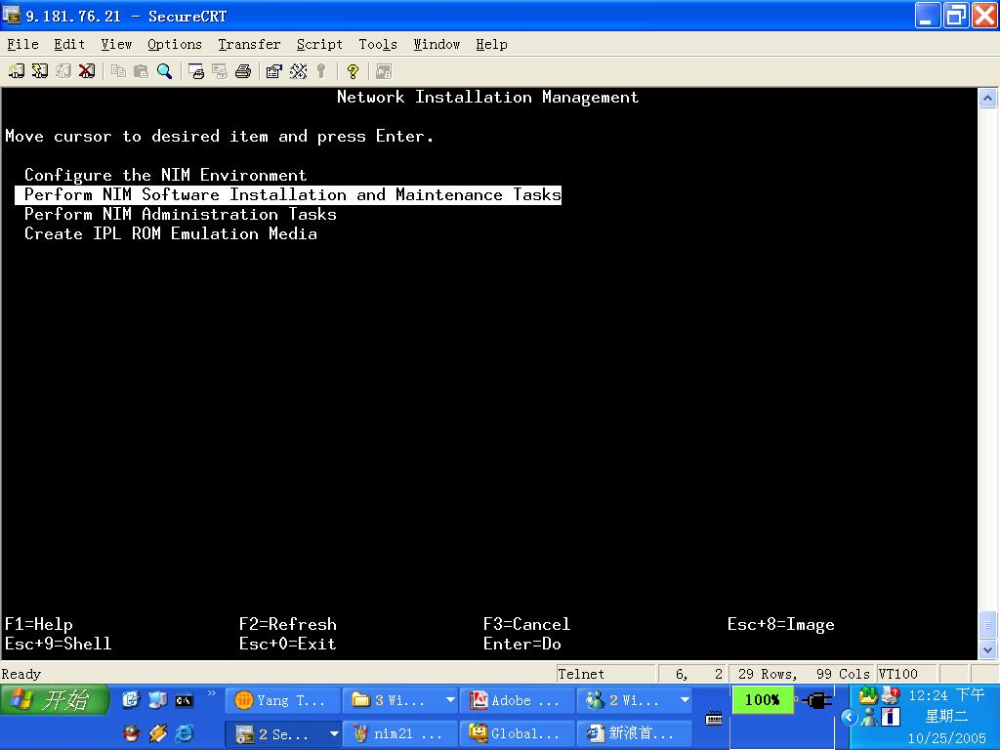 9.181.76.21 - SecureCRT
File Edit View Options Transfer Script Tools Window Help
Network Installation Management
Move cursor to desired item and press Enter.
Configure the NIM Environment
Perform NIM Software Installation and Maintenance Tasks
Perform NIM Administration Tasks
Create IPL ROM Emulation Media
F1=Help F2=Refresh F3=Cancel Esc+8=Image
Esc+9=Shell Esc+0=Exit Enter=Do
Ready Telnet 6, 2 29 Rows, 99 Cols VT100
开始 Yang T... 3 Wi... Adobe ... 2 Wi... 100% 12:24 下午
星期二
2 Se... nim21 ... Global... 新浪首... 10/25/2005